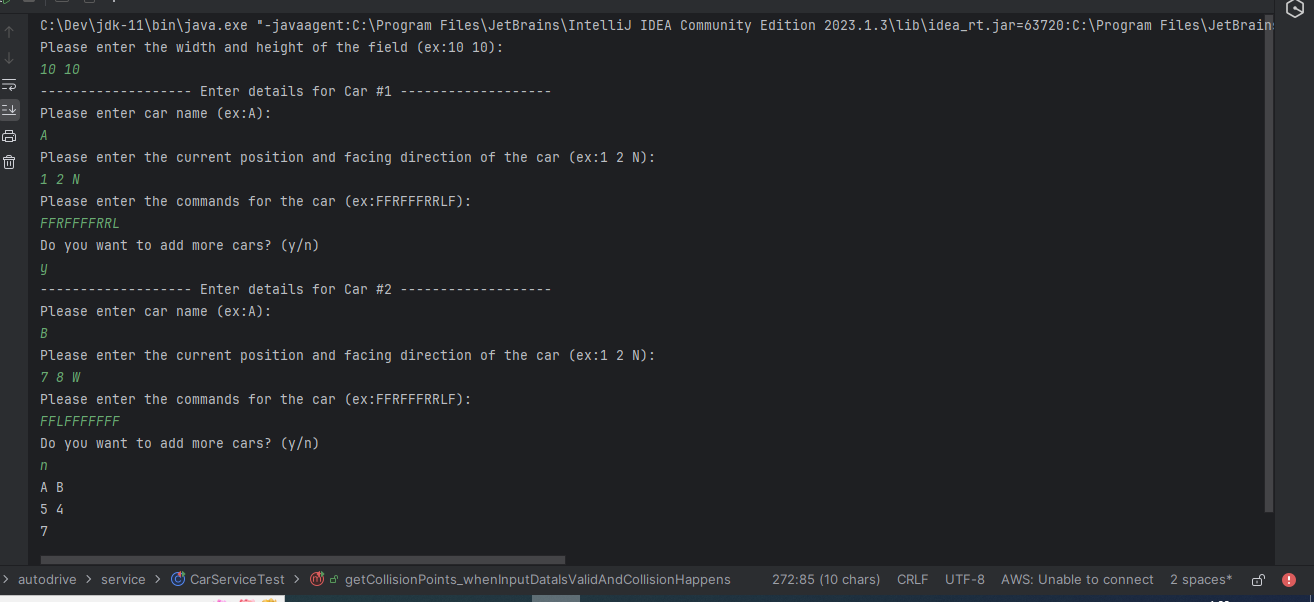 C:\Dev\jdk-11\bin\java.exe "-javaagent:C:\Program Files\JetBrains\IntelliJ IDEA Community Edition 2023.1.3\lib\idea_rt.jar=63720:C:\Program Files\JetBrains
Please enter the width and height of the field (ex:10 10):
10 10
------------------- Enter details for Car #1 -------------------
Please enter car name (ex:A):
A
Please enter the current position and facing direction of the car (ex:1 2 N):
1 2 N
Please enter the commands for the car (ex:FFRFFFRRLF):
FFRFFFFRRL
Do you want to add more cars? (y/n)
y
------------------- Enter details for Car #2 -------------------
Please enter car name (ex:A):
B
Please enter the current position and facing direction of the car (ex:1 2 N):
7 8 W
Please enter the commands for the car (ex:FFRFFFRRLF):
FFLFFFFFFF
Do you want to add more cars? (y/n)
n
A B
5 4
7
autodrive > service > CarServiceTest > getCollisionPoints_whenInputDataIsValidAndCollisionHappens 272:85 (10 chars) CRLF UTF-8 AWS: Unable to connect 2 spaces*